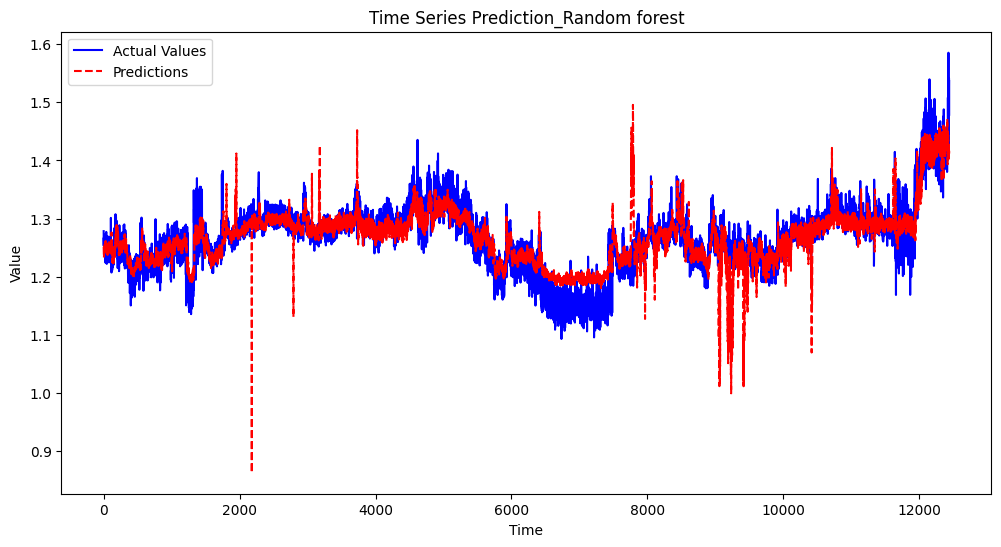 Time Series Prediction_Random forest
Actual Values
Predictions
Value
1.6
1.5
1.4
1.3
1.2
1.1
1.0
0.9
0 2000 4000 6000 8000 10000 12000
Time